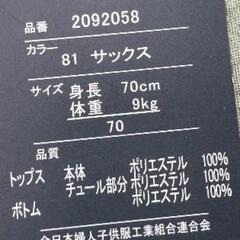 品番 2092058
カラー
81 サックス
サイズ 身長 70cm
体重 9kg
70
品質
トップス 本体 ポリエステル 100%
チュール部分 ポリエステル 100%
ボトム ポリエステル 100%
全日本婦人子供服工業組合連合会